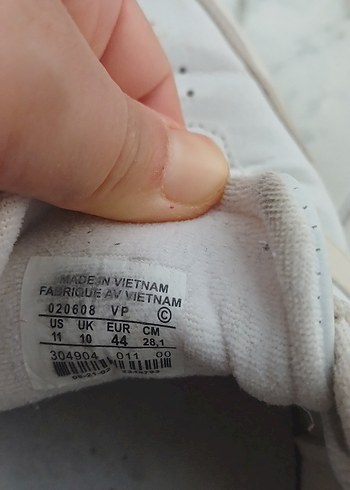 MADE IN VIETNAM
FABRIQUE AV VIETNAM
020608 VP ©
US UK EUR CM
11 10 44 28,1
304904 011 00